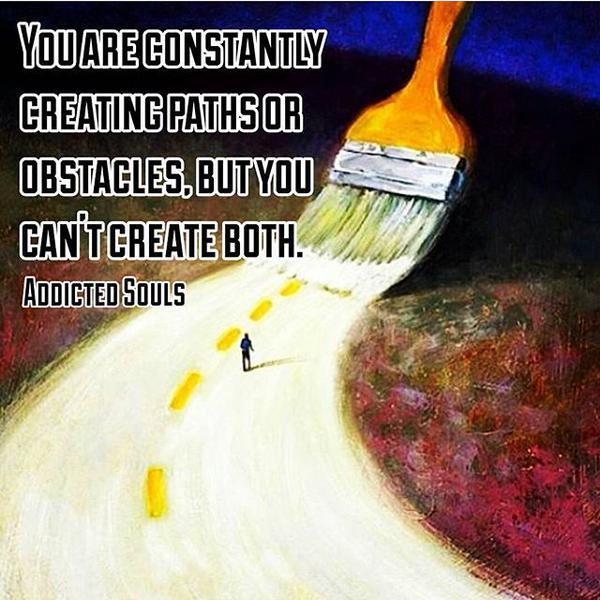 You are constantly
creating paths or
obstacles, but you
can't create both.
Addicted Souls